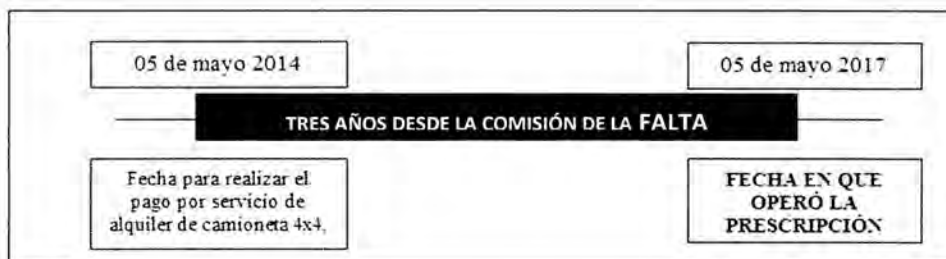 05 de mayo 2014
05 de mayo 2017
TRES AÑOS DESDE LA COMISIÓN DE LA FALTA
Fecha para realizar el
pago por servicio de
alquiler de camioneta 4x4.
FECHA EN QUE
OPERÓ LA
PRESCRIPCIÓN